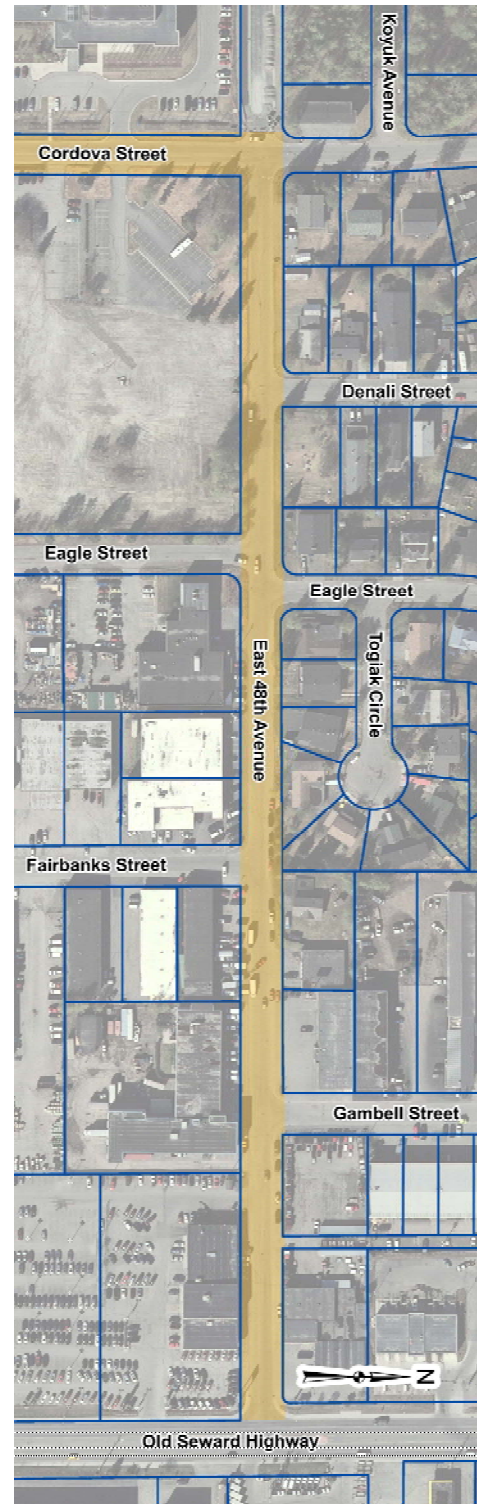 Koyuk Avenue
Cordova Street
Denali Street
Eagle Street
Eagle Street
Togiak Circle
East 48th Avenue
Fairbanks Street
Gambell Street
N
Old Seward Highway